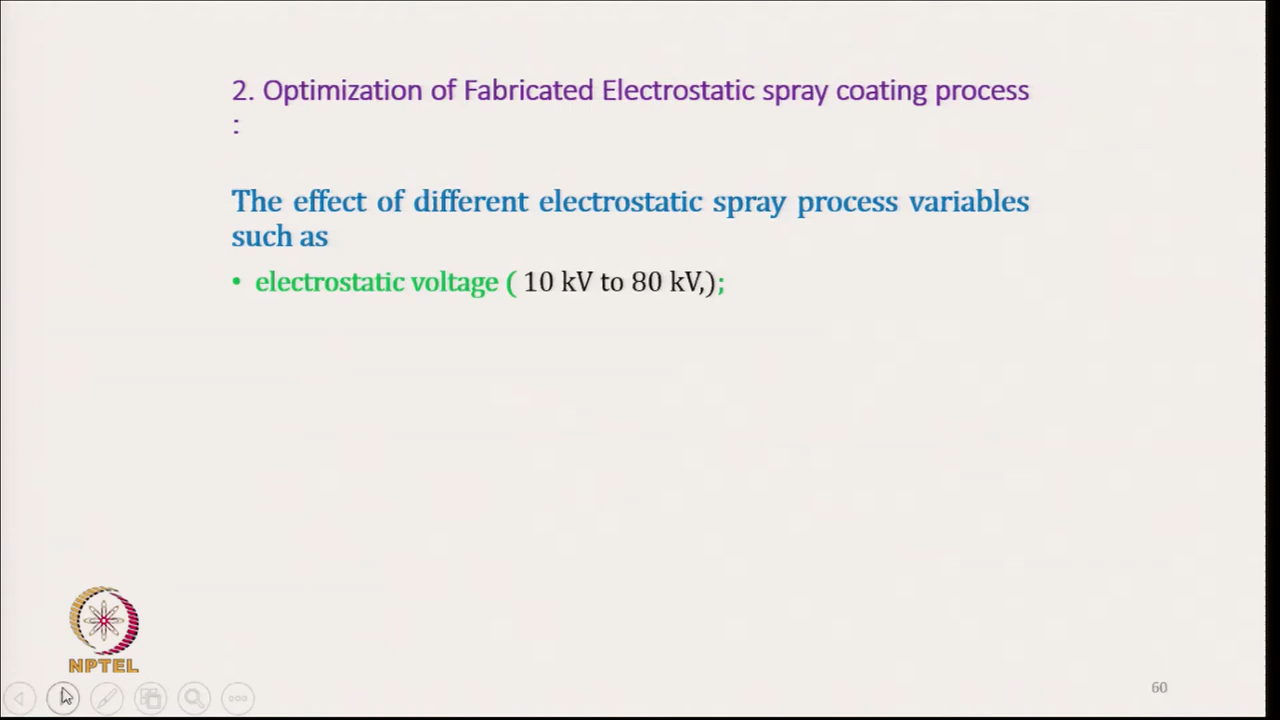 2. Optimization of Fabricated Electrostatic spray coating process
:
The effect of different electrostatic spray process variables
such as
• electrostatic voltage ( 10 kV to 80 kV,);
NPTEL
60